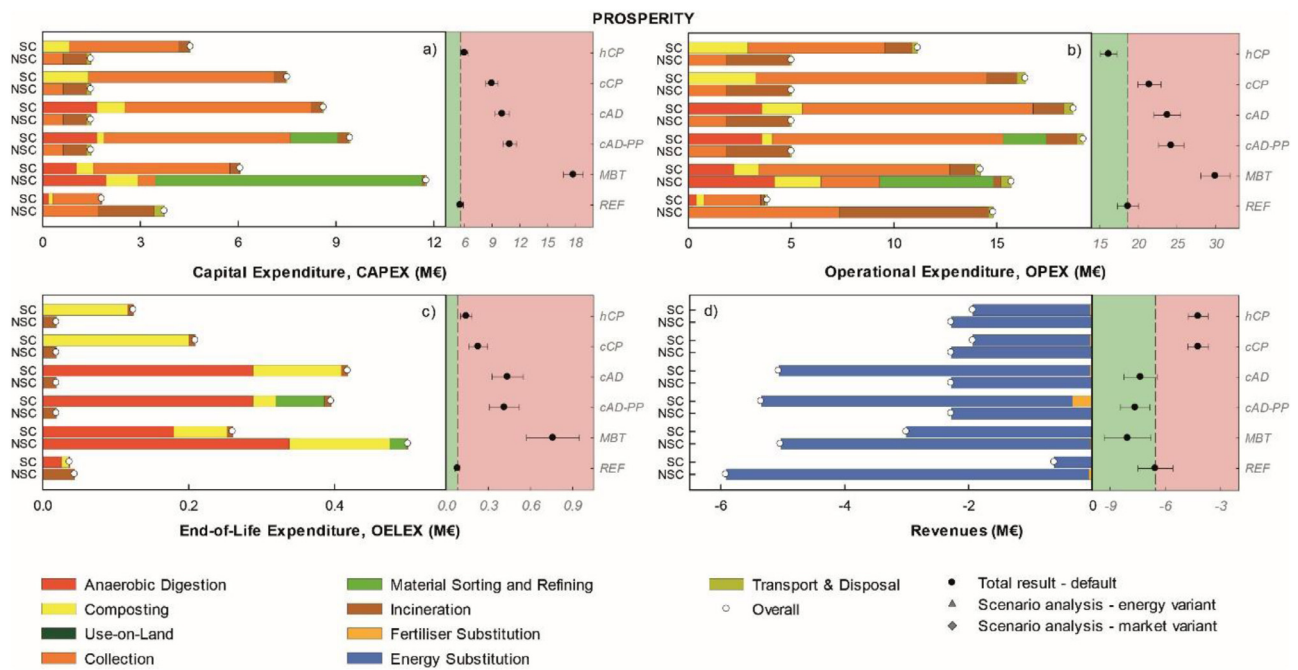 PROSPERITY
a)
SC
NSC
SC
NSC
SC
NSC
SC
NSC
SC
NSC
SC
NSC
hCP
cCP
cAD
cAD-PP
MBT
REF
0 3 6 9 12
6 9 12 15 18
Capital Expenditure, CAPEX (M€)
b)
SC
NSC
SC
NSC
SC
NSC
SC
NSC
SC
NSC
SC
NSC
hCP
cCP
cAD
cAD-PP
MBT
REF
0 5 10 15
15 20 25 30
Operational Expenditure, OPEX (M€)
c)
SC
NSC
SC
NSC
SC
NSC
SC
NSC
SC
NSC
SC
NSC
hCP
cCP
cAD
cAD-PP
MBT
REF
0.0 0.2 0.4
0.0 0.3 0.6 0.9
End-of-Life Expenditure, OELEX (M€)
d)
SC
NSC
SC
NSC
SC
NSC
SC
NSC
SC
NSC
SC
NSC
hCP
cCP
cAD
cAD-PP
MBT
REF
-6 -4 -2 0
-9 -6 -3
Revenues (M€)
Anaerobic Digestion
Composting
Use-on-Land
Collection
Material Sorting and Refining
Incineration
Fertiliser Substitution
Energy Substitution
Transport & Disposal
Overall
Total result - default
Scenario analysis - energy variant
Scenario analysis - market variant